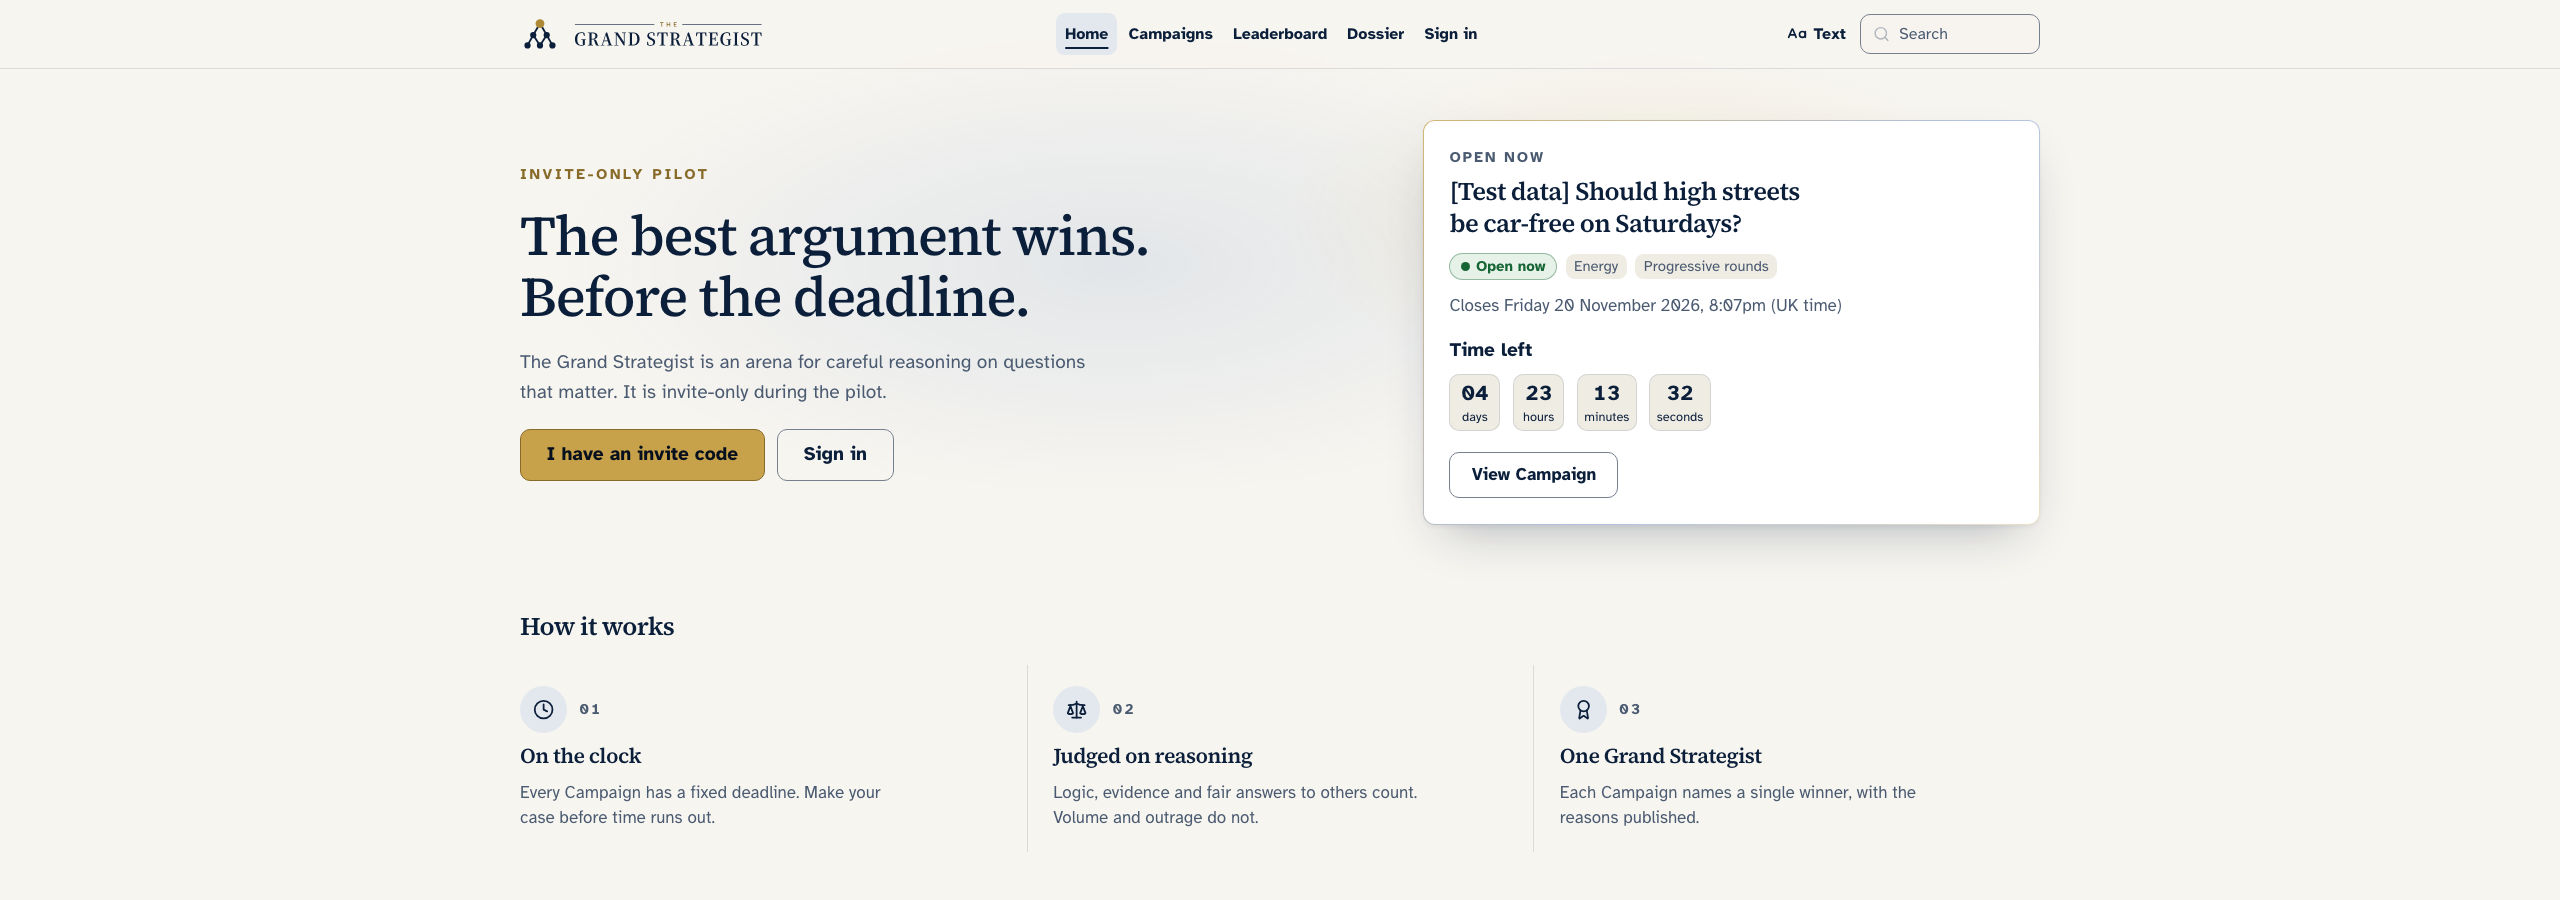 THE
GRAND STRATEGIST
Home
Campaigns
Leaderboard
Dossier
Sign in
Aa Text
Search
INVITE-ONLY PILOT
The best argument wins.
Before the deadline.
The Grand Strategist is an arena for careful reasoning on questions
that matter. It is invite-only during the pilot.
I have an invite code
Sign in
OPEN NOW
[Test data] Should high streets
be car-free on Saturdays?
Open now
Energy
Progressive rounds
Closes Friday 20 November 2026, 8:07pm (UK time)
Time left
04
days
23
hours
13
minutes
32
seconds
View Campaign
How it works
01
On the clock
Every Campaign has a fixed deadline. Make your
case before time runs out.
02
Judged on reasoning
Logic, evidence and fair answers to others count.
Volume and outrage do not.
03
One Grand Strategist
Each Campaign names a single winner, with the
reasons published.